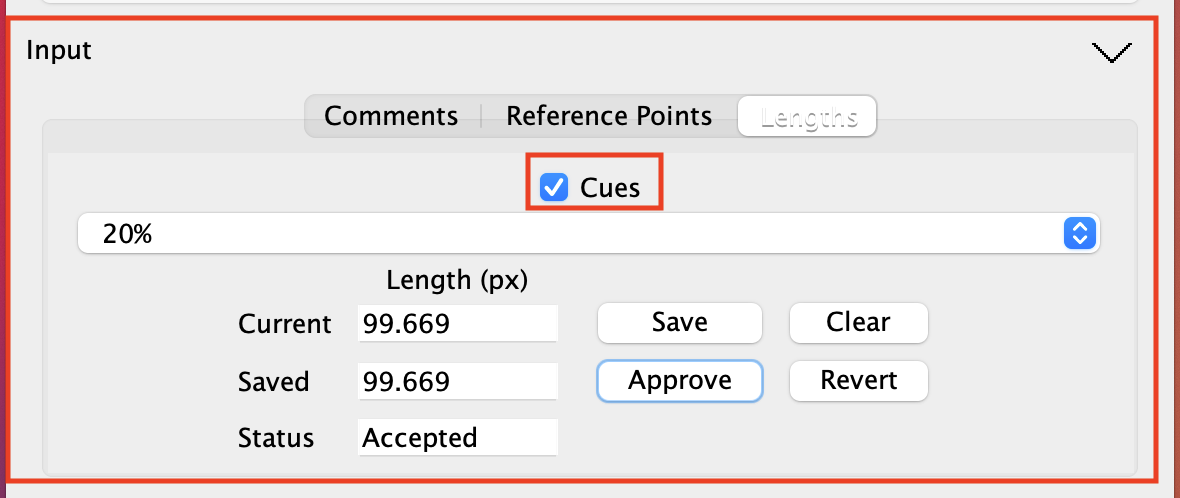 Input
Comments Reference Points Lengths
Cues
20%
Length (px)
Current 99.669 Save Clear
Saved 99.669 Approve Revert
Status Accepted